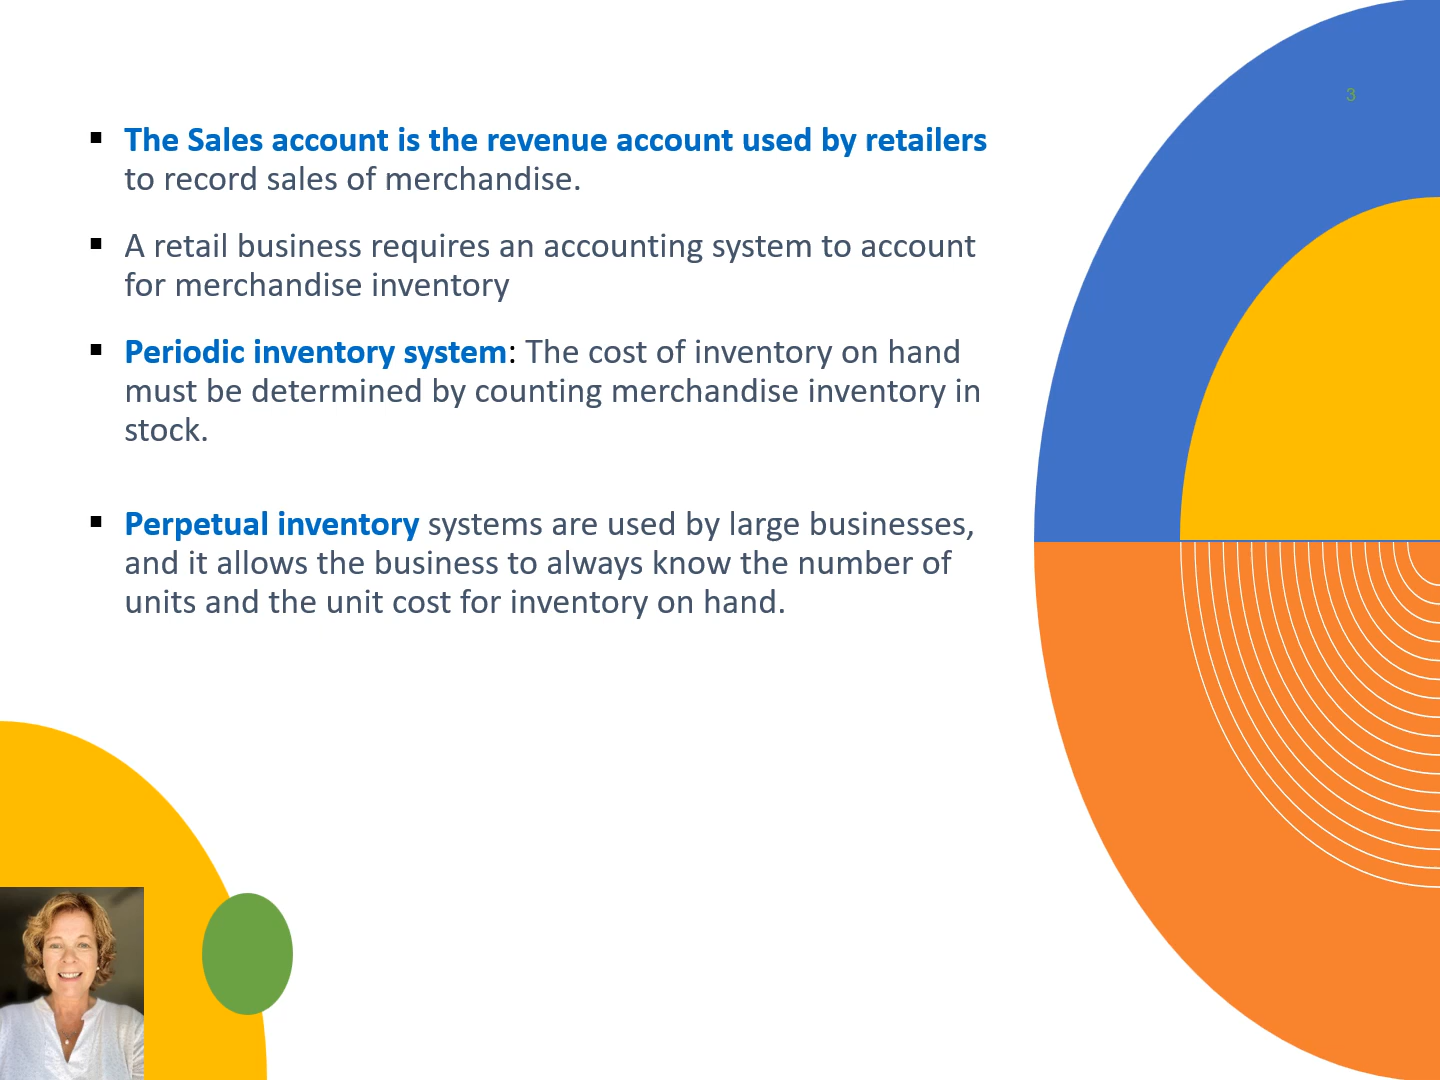 3
The Sales account is the revenue account used by retailers
to record sales of merchandise.
A retail business requires an accounting system to account
for merchandise inventory
Periodic inventory system: The cost of inventory on hand
must be determined by counting merchandise inventory in
stock.
Perpetual inventory systems are used by large businesses,
and it allows the business to always know the number of
units and the unit cost for inventory on hand.